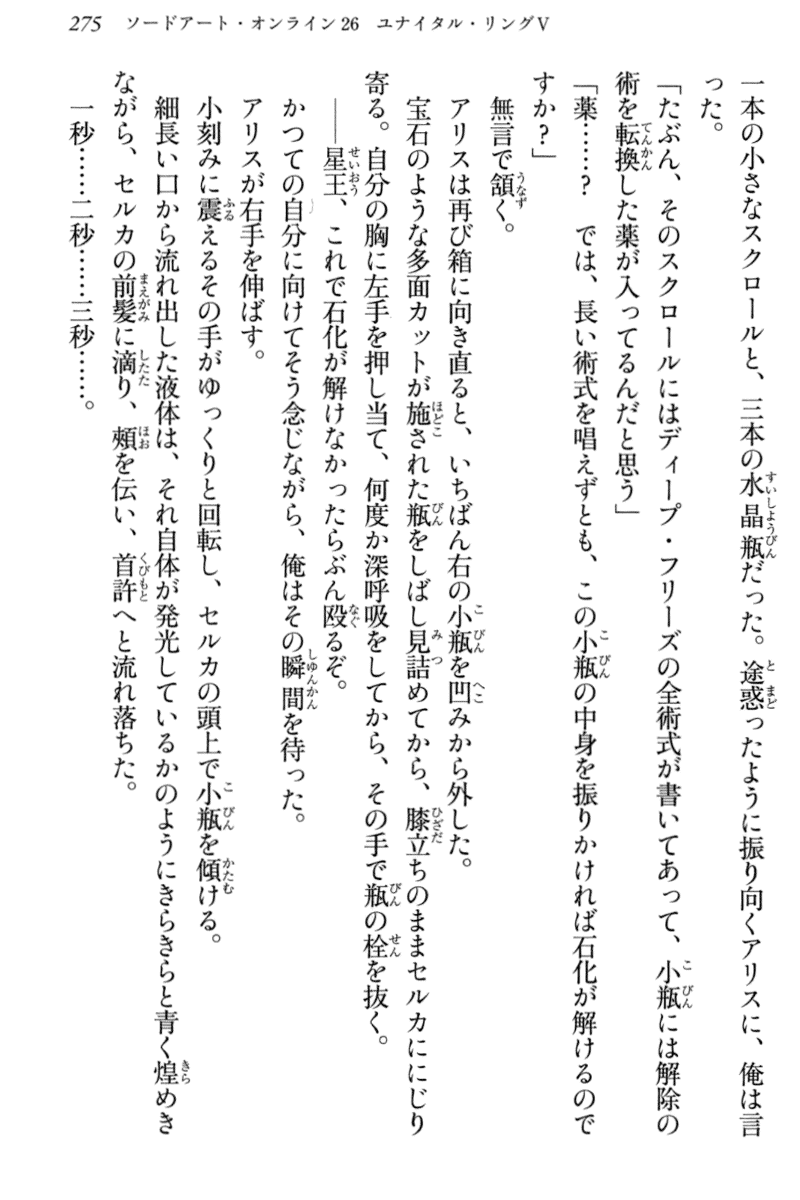 275　ソードアート・オンライン26　ユナイタル・リングⅤ
一本の小さなスクロールと、三本の水晶瓶だった。途惑ったように振り向くアリスに、俺は言
った。
「たぶん、そのスクロールにはディープ・フリーズの全術式が書いてあって、小瓶には解除の
術を転換した薬が入ってるんだと思う」
「薬……？　では、長い術式を唱えずとも、この小瓶の中身を振りかければ石化が解けるので
すか？」
無言で頷く。
アリスは再び箱に向き直ると、いちばん右の小瓶を凹みから外した。
宝石のような多面カットが施された瓶をしばし見詰めてから、膝立ちのままセルカににじり
寄る。自分の胸に左手を押し当て、何度か深呼吸をしてから、その手で瓶の栓を抜く。
――星王、これで石化が解けなかったらぶん殴るぞ。
かつての自分に向けてそう念じながら、俺はその瞬間を待った。
アリスが右手を伸ばす。
小刻みに震えるその手がゆっくりと回転し、セルカの頭上で小瓶を傾ける。
細長い口から流れ出した液体は、それ自体が発光しているかのようにきらきらと青く煌めき
ながら、セルカの前髪に滴り、頬を伝い、首許へと流れ落ちた。
一秒……二秒……三秒……。